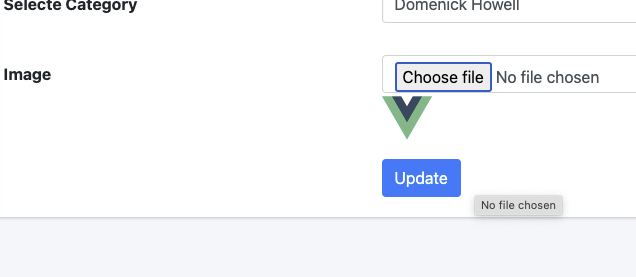 Selecte Category
Domenick Howell
Image
Choose file No file chosen
Update
No file chosen